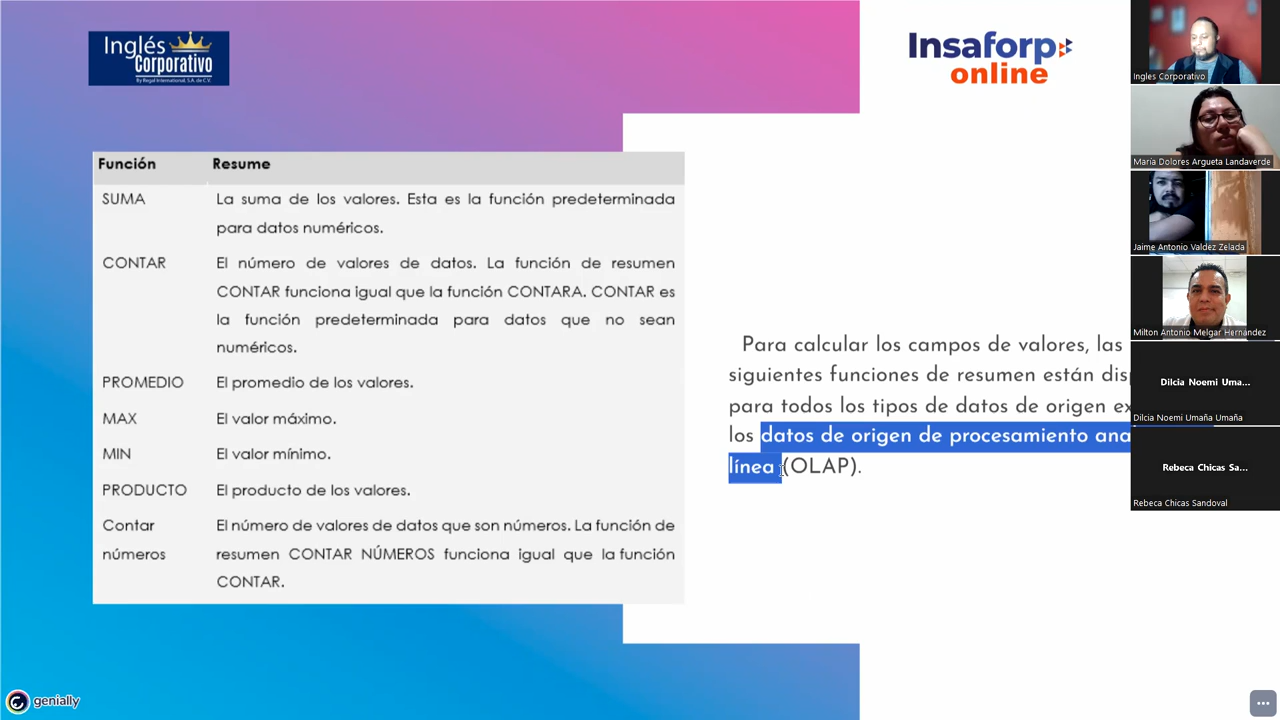 Inglés
Corporativo
By Regal International, S.A. de C.V.
Insaforp
online
Función Resume
SUMA La suma de los valores. Esta es la función predeterminada
para datos numéricos.
CONTAR El número de valores de datos. La función de resumen
CONTAR funciona igual que la función CONTARA. CONTAR es
la función predeterminada para datos que no sean
numéricos.
PROMEDIO El promedio de los valores.
MAX El valor máximo.
MIN El valor mínimo.
PRODUCTO El producto de los valores.
Contar El número de valores de datos que son números. La función de
números resumen CONTAR NÚMEROS funciona igual que la función
CONTAR.
Para calcular los campos de valores, las
siguientes funciones de resumen están
para todos los tipos de datos de origen
los datos de origen de procesamiento
línea (OLAP).
Ingles Corporativo
María Dolores Argueta Landaverde
Jaime Antonio Valdez Zelada
Milton Antonio Melgar Hernández
Dilcia Noemi Uma...
Dilcia Noemi Umaña Umaña
Rebeca Chicas Sa...
Rebeca Chicas Sandoval
genially